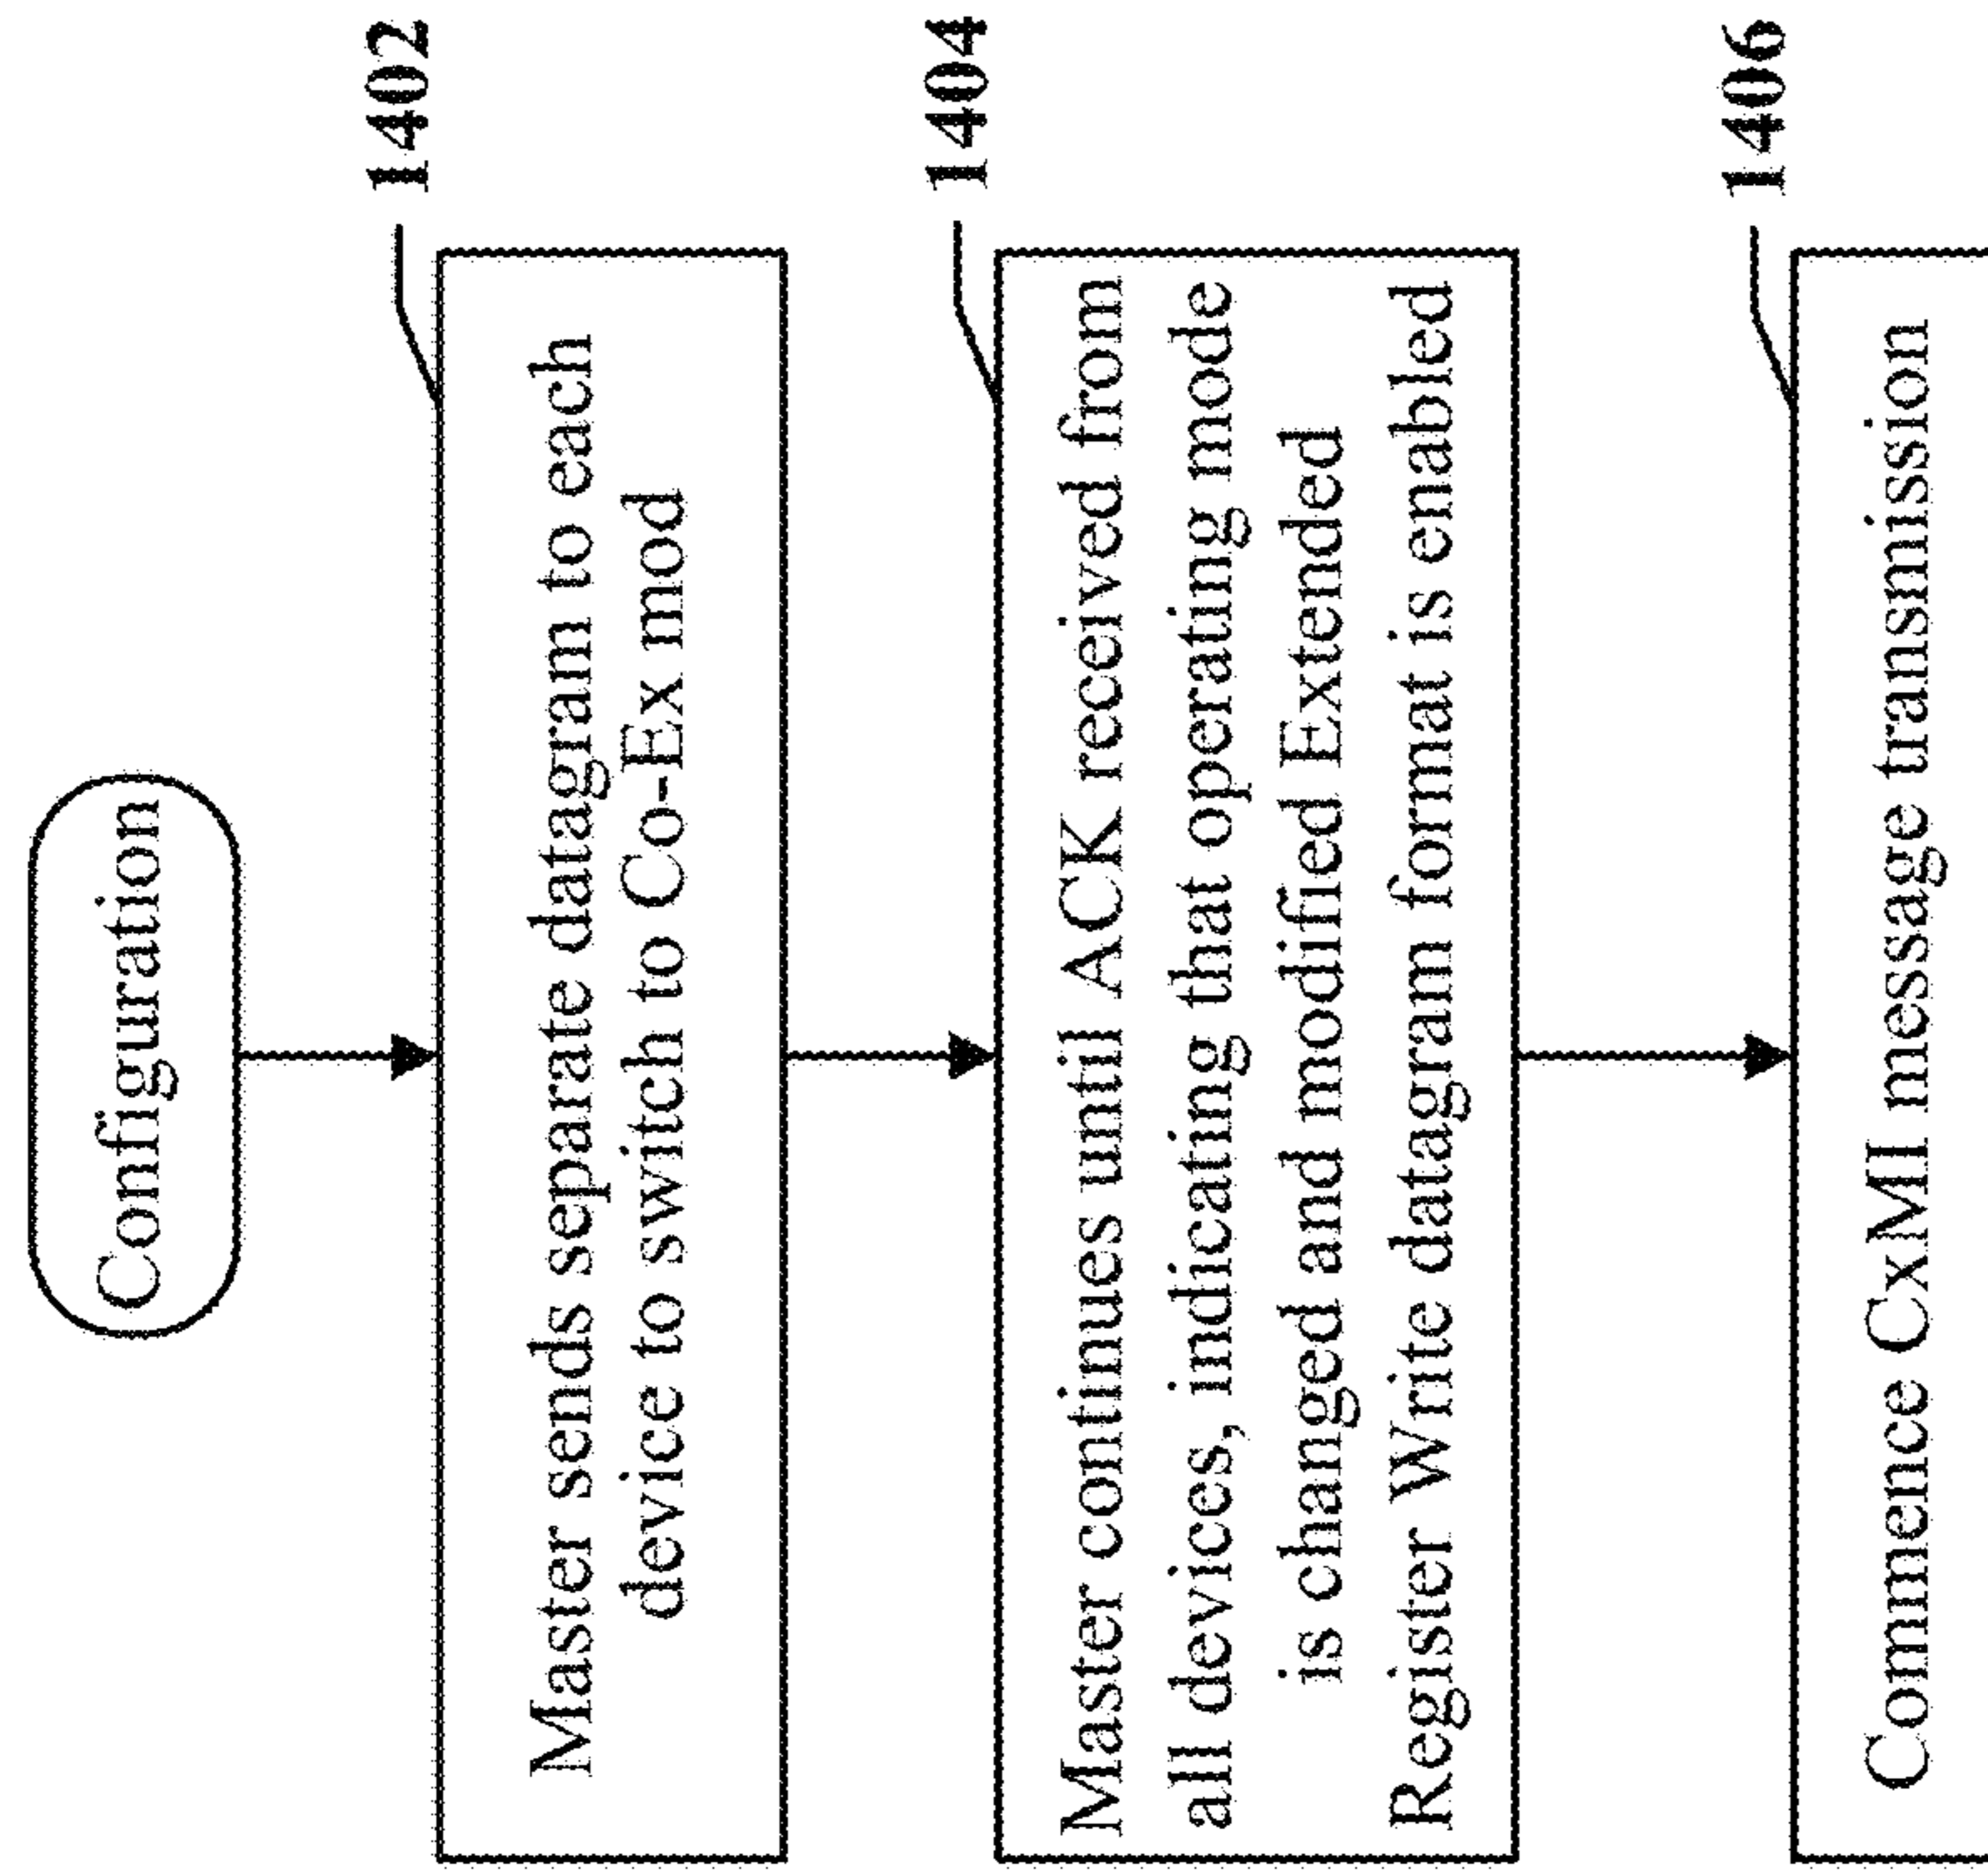 Configuration
1402
Master sends separate datagram to each
device to switch to Co-Ex mod
1404
Master continues until ACK received from
all devices, indicating that operating mode
is changed and modified Extended
Register Write datagram format is enabled
1406
Commence CxMI message transmission